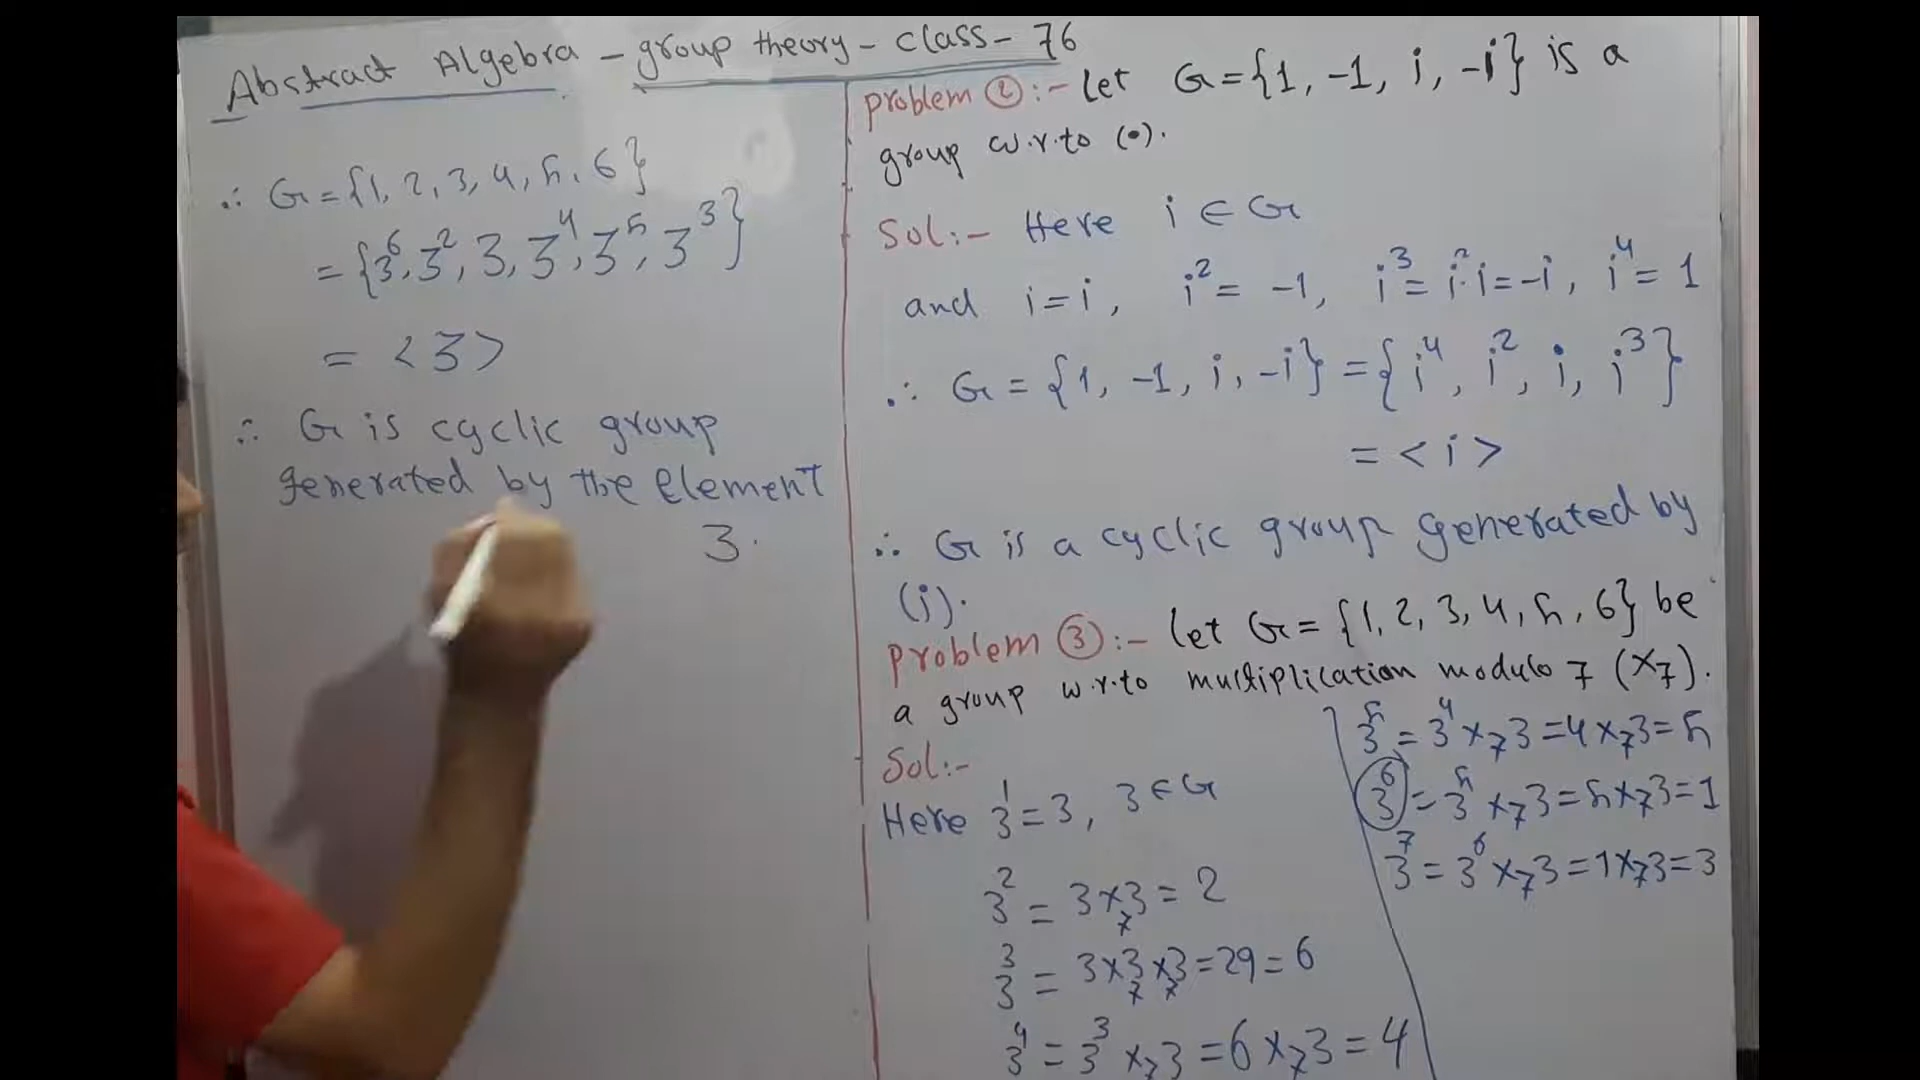 Abstract Algebra - group theory - class - 76
∴ G = {1, 2, 3, 4, 5, 6}
= {3⁶, 3², 3, 3⁴, 3⁵, 3³}
= <3>
∴ G is cyclic group
generated by the element
3.
problem ②:- Let G = {1, -1, i, -i} is a
group w.r.to (•).
Sol:- Here i ∈ G
and i = i, i² = -1, i³ = i²·i = -i, i⁴ = 1
∴ G = {1, -1, i, -i} = {i⁴, i², i, i³}
= <i>
∴ G is a cyclic group generated by
(i).
problem ③:- Let G = {1, 2, 3, 4, 5, 6} be
a group w.r.to multiplication modulo 7 (×₇).
Sol:-
Here 3¹ = 3, 3 ∈ G
3² = 3 ×₇ 3 = 2
3³ = 3 ×₇ 3 ×₇ 3 = 29 = 6
3⁴ = 3³ ×₇ 3 = 6 ×₇ 3 = 4
3⁵ = 3⁴ ×₇ 3 = 4 ×₇ 3 = 5
3⁶ = 3⁵ ×₇ 3 = 5 ×₇ 3 = 1
3⁷ = 3⁶ ×₇ 3 = 1 ×₇ 3 = 3